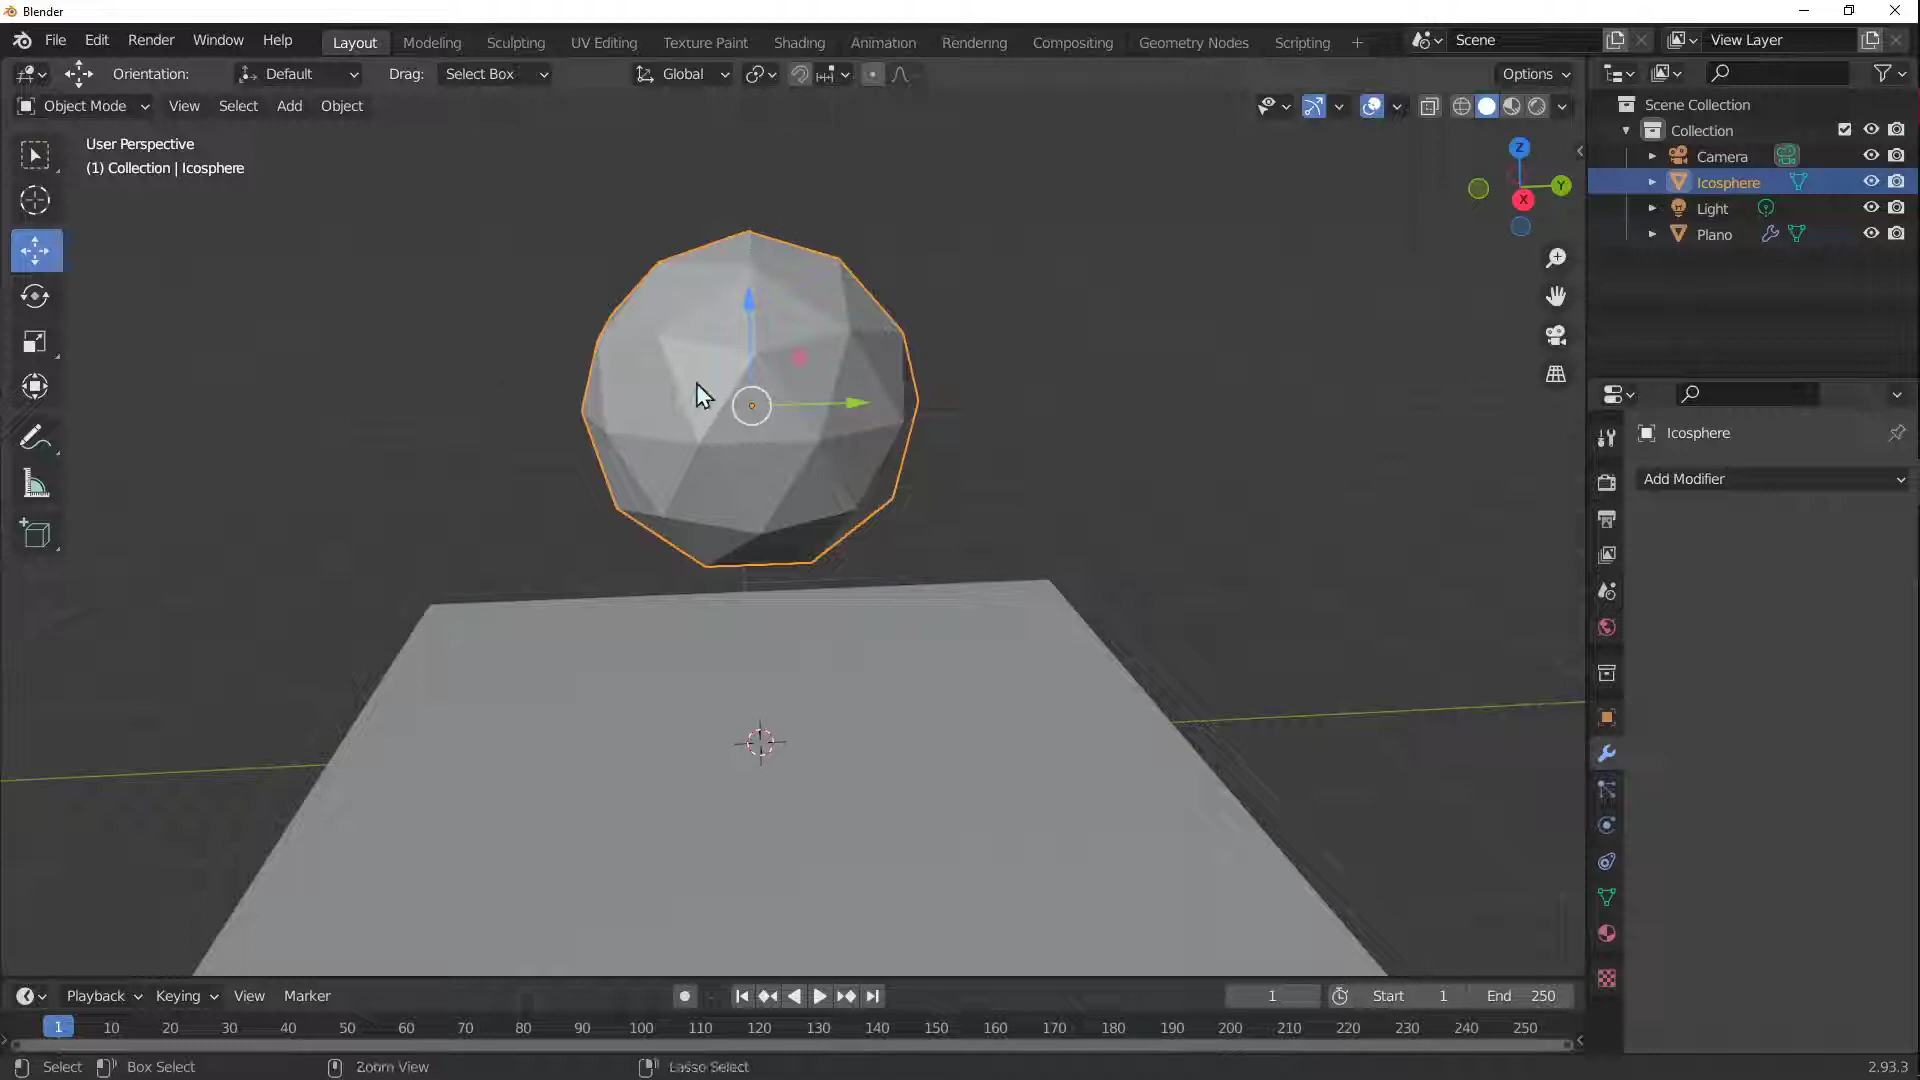 Blender
File Edit Render Window Help Layout Modeling Sculpting UV Editing Texture Paint Shading Animation Rendering Compositing Geometry Nodes Scripting + Scene View Layer
Orientation: Default Drag: Select Box Global Options
Object Mode View Select Add Object
User Perspective
(1) Collection | Icosphere
Z
Y
X
Scene Collection
Collection
Camera
Icosphere
Light
Plano
Icosphere
Add Modifier
Playback Keying View Marker 1 Start 1 End 250
1 10 20 30 40 50 60 70 80 90 100 110 120 130 140 150 160 170 180 190 200 210 220 230 240 250
Select Box Select Zoom View Lasso Select 2.93.3